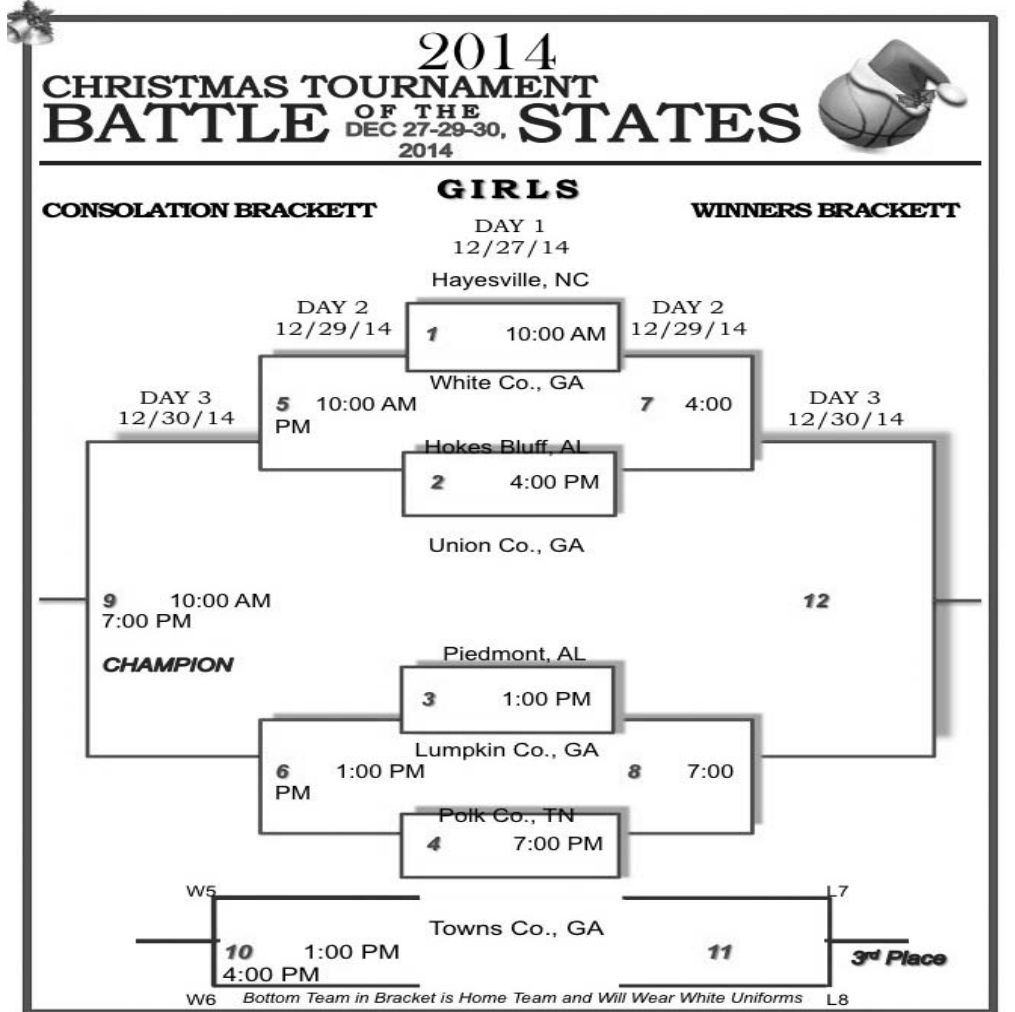 2014
CHRISTMAS TOURNAMENT
BATTLE OF THE STATES
DEC 27-29-30,
2014
GIRLS
CONSOLATION BRACKETT
WINNERS BRACKETT
DAY 1
12/27/14
Hayesville, NC
DAY 2
12/29/14
1 10:00 AM
DAY 2
12/29/14
White Co., GA
DAY 3
12/30/14
5 10:00 AM
PM
7 4:00
DAY 3
12/30/14
Hokes Bluff, AL
2 4:00 PM
Union Co., GA
9 10:00 AM
7:00 PM
12
CHAMPION
Piedmont, AL
3 1:00 PM
Lumpkin Co., GA
6 1:00 PM
PM
8 7:00
Polk Co., TN
4 7:00 PM
W5
L7
Towns Co., GA
10 1:00 PM
4:00 PM
11
3rd Place
W6
Bottom Team in Bracket is Home Team and Will Wear White Uniforms
L8